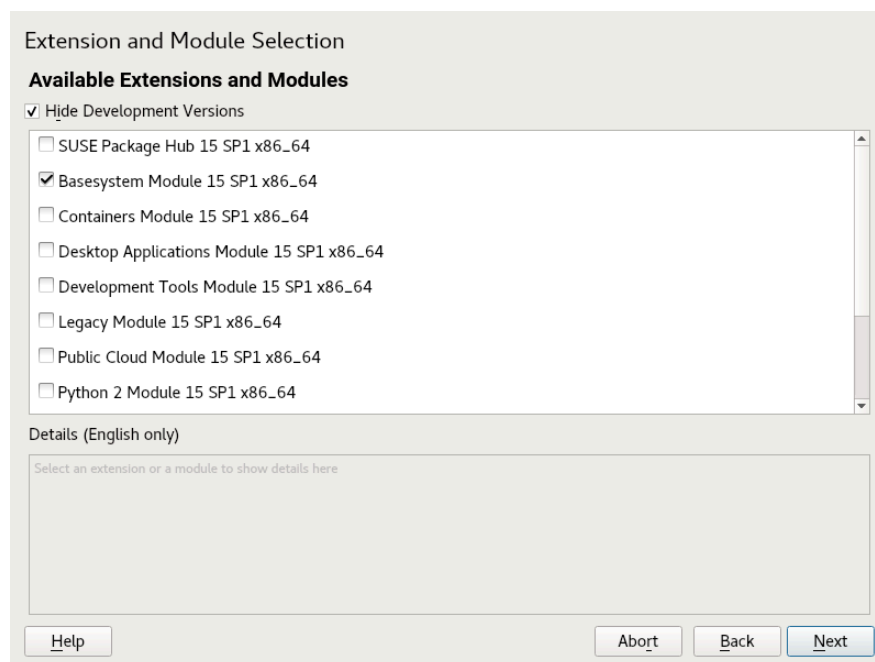 Extension and Module Selection
Available Extensions and Modules
Hide Development Versions
SUSE Package Hub 15 SP1 x86_64
Basesystem Module 15 SP1 x86_64
Containers Module 15 SP1 x86_64
Desktop Applications Module 15 SP1 x86_64
Development Tools Module 15 SP1 x86_64
Legacy Module 15 SP1 x86_64
Public Cloud Module 15 SP1 x86_64
Python 2 Module 15 SP1 x86_64
Details (English only)
Select an extension or a module to show details here
Help Abort Back Next